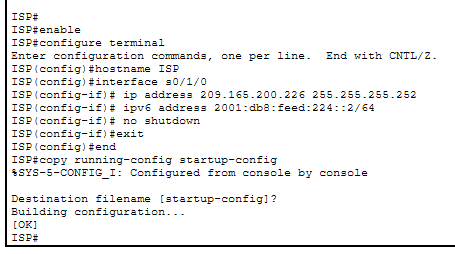 ISP#
ISP#enable
ISP#configure terminal
Enter configuration commands, one per line.  End with CNTL/Z.
ISP(config)#hostname ISP
ISP(config)#interface s0/1/0
ISP(config-if)# ip address 209.165.200.226 255.255.255.252
ISP(config-if)# ipv6 address 2001:db8:feed:224::2/64
ISP(config-if)# no shutdown
ISP(config-if)#exit
ISP(config)#end
ISP#copy running-config startup-config
%SYS-5-CONFIG_I: Configured from console by console

Destination filename [startup-config]?
Building configuration...
[OK]
ISP#